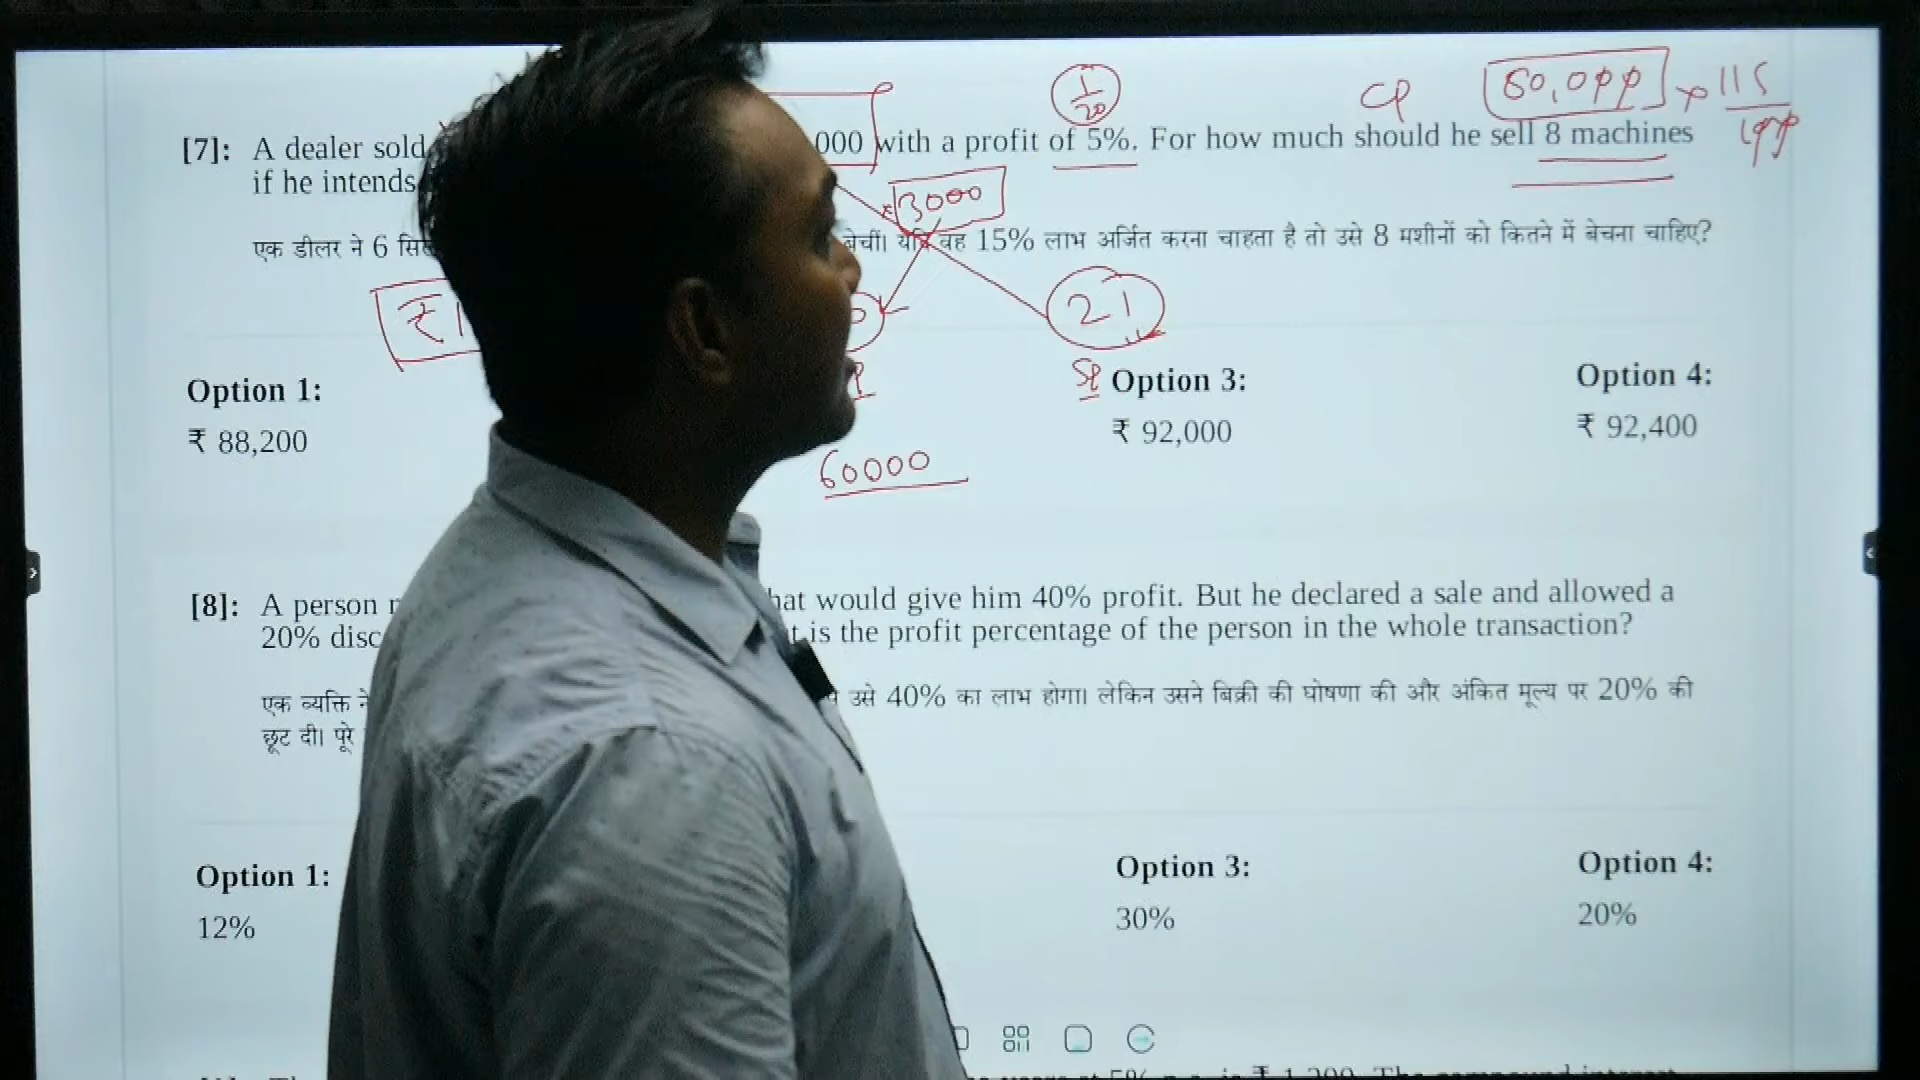 1
20
CP 80,000 × 115
100
[7]: A dealer sold 000 with a profit of 5%. For how much should he sell 8 machines
if he intends
3000
एक डीलर ने 6 बेचीं। यदि वह 15% लाभ अर्जित करना चाहता है तो उसे 8 मशीनों को कितने में बेचना चाहिए?
₹1
21
SP
Option 1: Option 3: Option 4:
₹ 88,200 ₹ 92,000 ₹ 92,400
60000
[8]: A person would give him 40% profit. But he declared a sale and allowed a
20% is the profit percentage of the person in the whole transaction?
एक व्यक्ति ने उसे 40% का लाभ होगा। लेकिन उसने बिक्री की घोषणा की और अंकित मूल्य पर 20% की
छूट दी। पूरे
Option 1: Option 3: Option 4:
12% 30% 20%